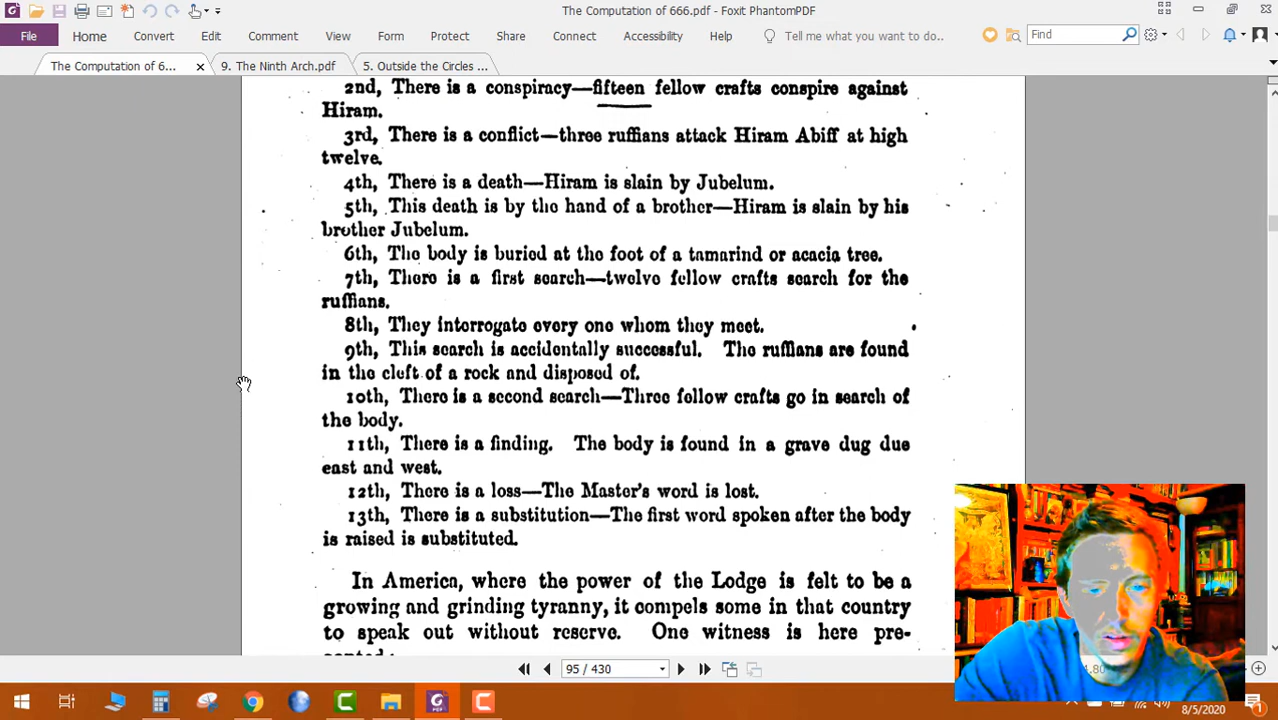 The Computation of 666.pdf - Foxit PhantomPDF
File Home Convert Edit Comment View Form Protect Share Connect Accessibility Help Tell me what you want to do.. Find
The Computation of 6... 9. The Ninth Arch.pdf 5. Outside the Circles ...
2nd, There is a conspiracy—fifteen fellow crafts conspire against
Hiram.
3rd, There is a conflict—three ruffians attack Hiram Abiff at high
twelve.
4th, There is a death—Hiram is slain by Jubelum.
5th, This death is by the hand of a brother—Hiram is slain by his
brother Jubelum.
6th, The body is buried at the foot of a tamarind or acacia tree.
7th, There is a first search—twelve fellow crafts search for the
ruffians.
8th, They interrogate every one whom they meet.
9th, This search is accidentally successful. The ruffians are found
in the cleft of a rock and disposed of.
10th, There is a second search—Three fellow crafts go in search of
the body.
11th, There is a finding. The body is found in a grave dug due
east and west.
12th, There is a loss—The Master's word is lost.
13th, There is a substitution—The first word spoken after the body
is raised is substituted.
In America, where the power of the Lodge is felt to be a
growing and grinding tyranny, it compels some in that country
to speak out without reserve. One witness is here pre-
95 / 430
8/5/2020